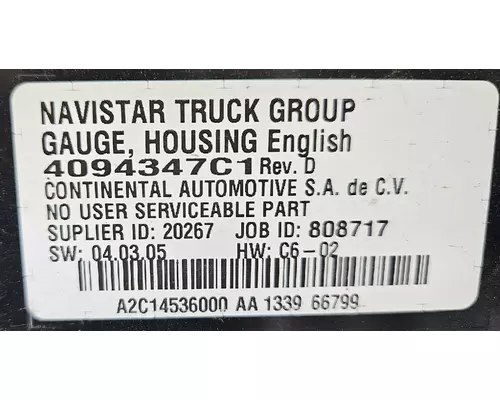 NAVISTAR TRUCK GROUP
GAUGE, HOUSING English
4094347C1 Rev. D
CONTINENTAL AUTOMOTIVE S.A. de C.V.
NO USER SERVICEABLE PART
SUPLIER ID: 20267 JOB ID: 808717
SW: 04.03.05 HW: C6-02
A2C14536000 AA 1339 66799